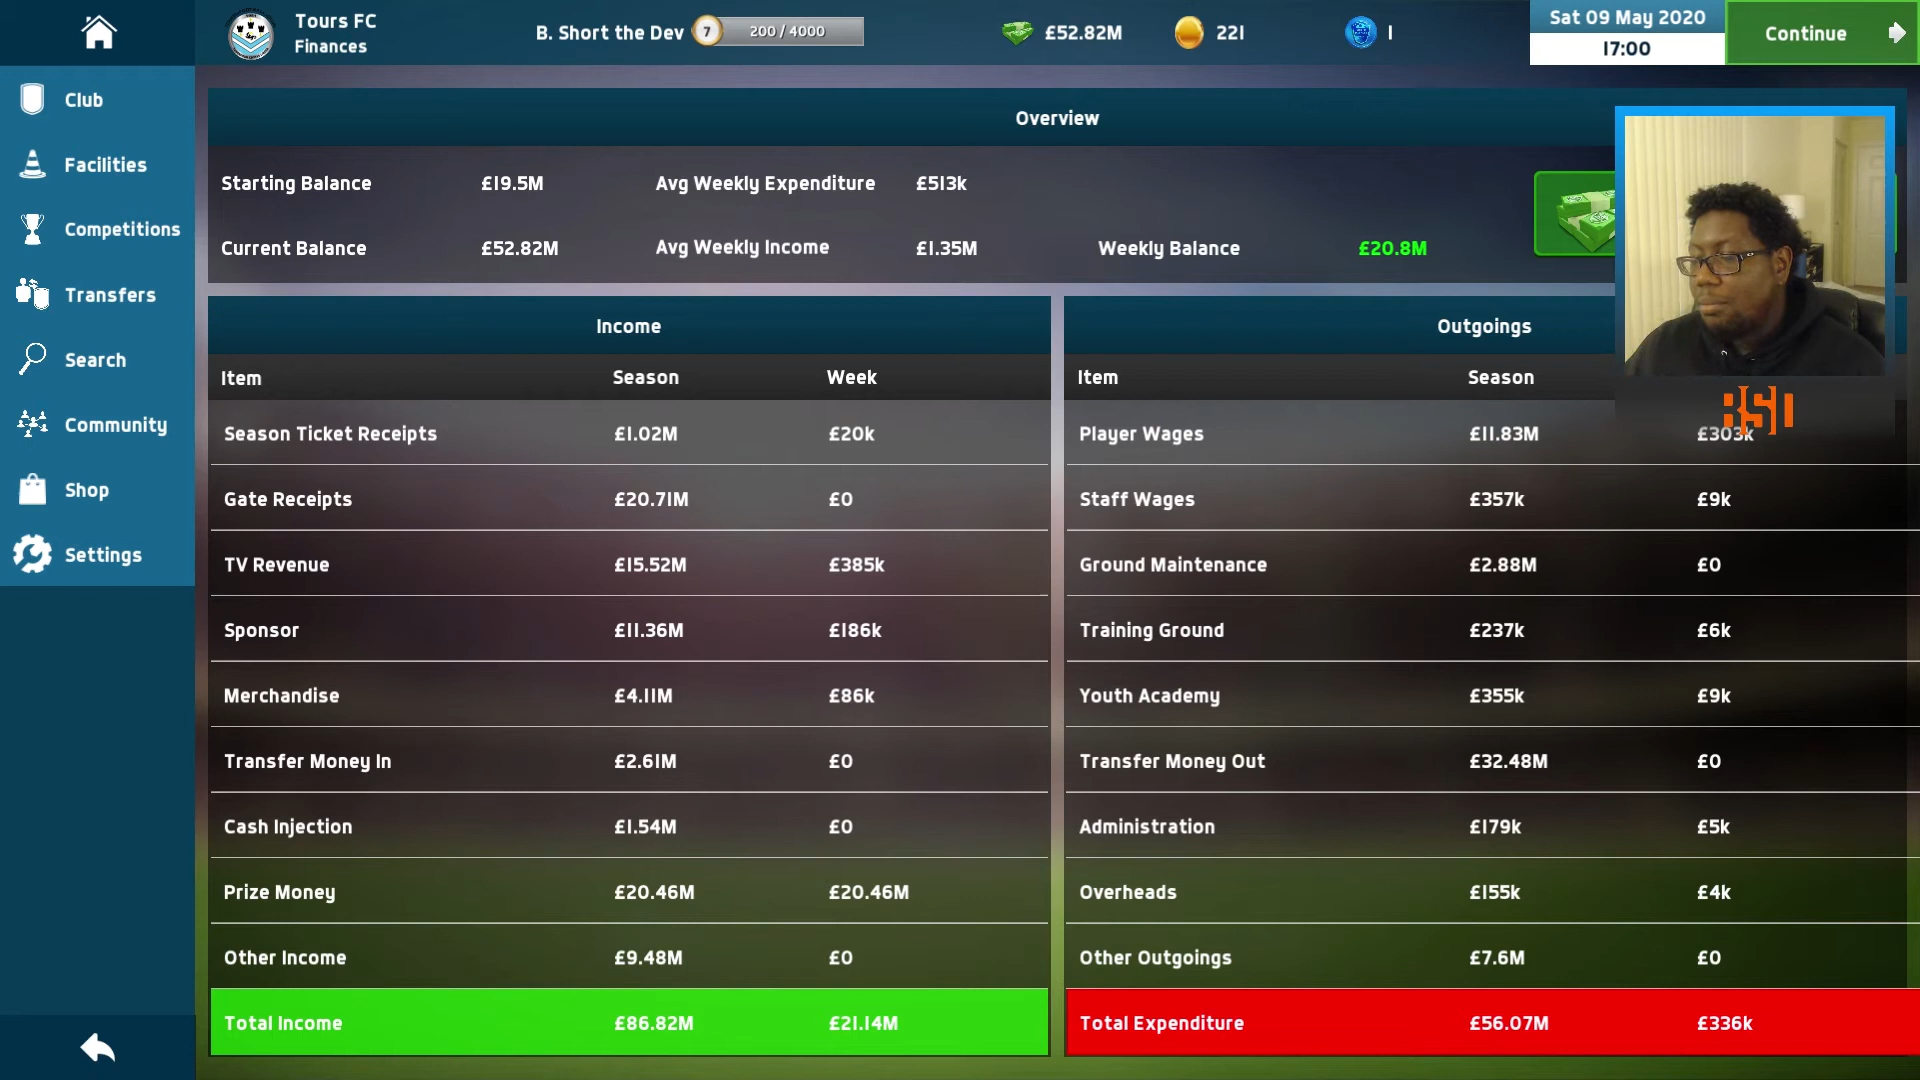 Tours FC
Finances
B. Short the Dev
7
200 / 4000
£52.82M
221
1
Sat 09 May 2020
17:00
Continue
Club
Facilities
Competitions
Transfers
Search
Community
Shop
Settings
Overview
Starting Balance £19.5M Avg Weekly Expenditure £513k
Current Balance £52.82M Avg Weekly Income £1.35M Weekly Balance £20.8M
Income
Item Season Week
Season Ticket Receipts £1.02M £20k
Gate Receipts £20.71M £0
TV Revenue £15.52M £385k
Sponsor £11.36M £186k
Merchandise £4.11M £86k
Transfer Money In £2.61M £0
Cash Injection £1.54M £0
Prize Money £20.46M £20.46M
Other Income £9.48M £0
Total Income £86.82M £21.14M
Outgoings
Item Season
Player Wages £11.83M £303k
Staff Wages £357k £9k
Ground Maintenance £2.88M £0
Training Ground £237k £6k
Youth Academy £355k £9k
Transfer Money Out £32.48M £0
Administration £179k £5k
Overheads £155k £4k
Other Outgoings £7.6M £0
Total Expenditure £56.07M £336k